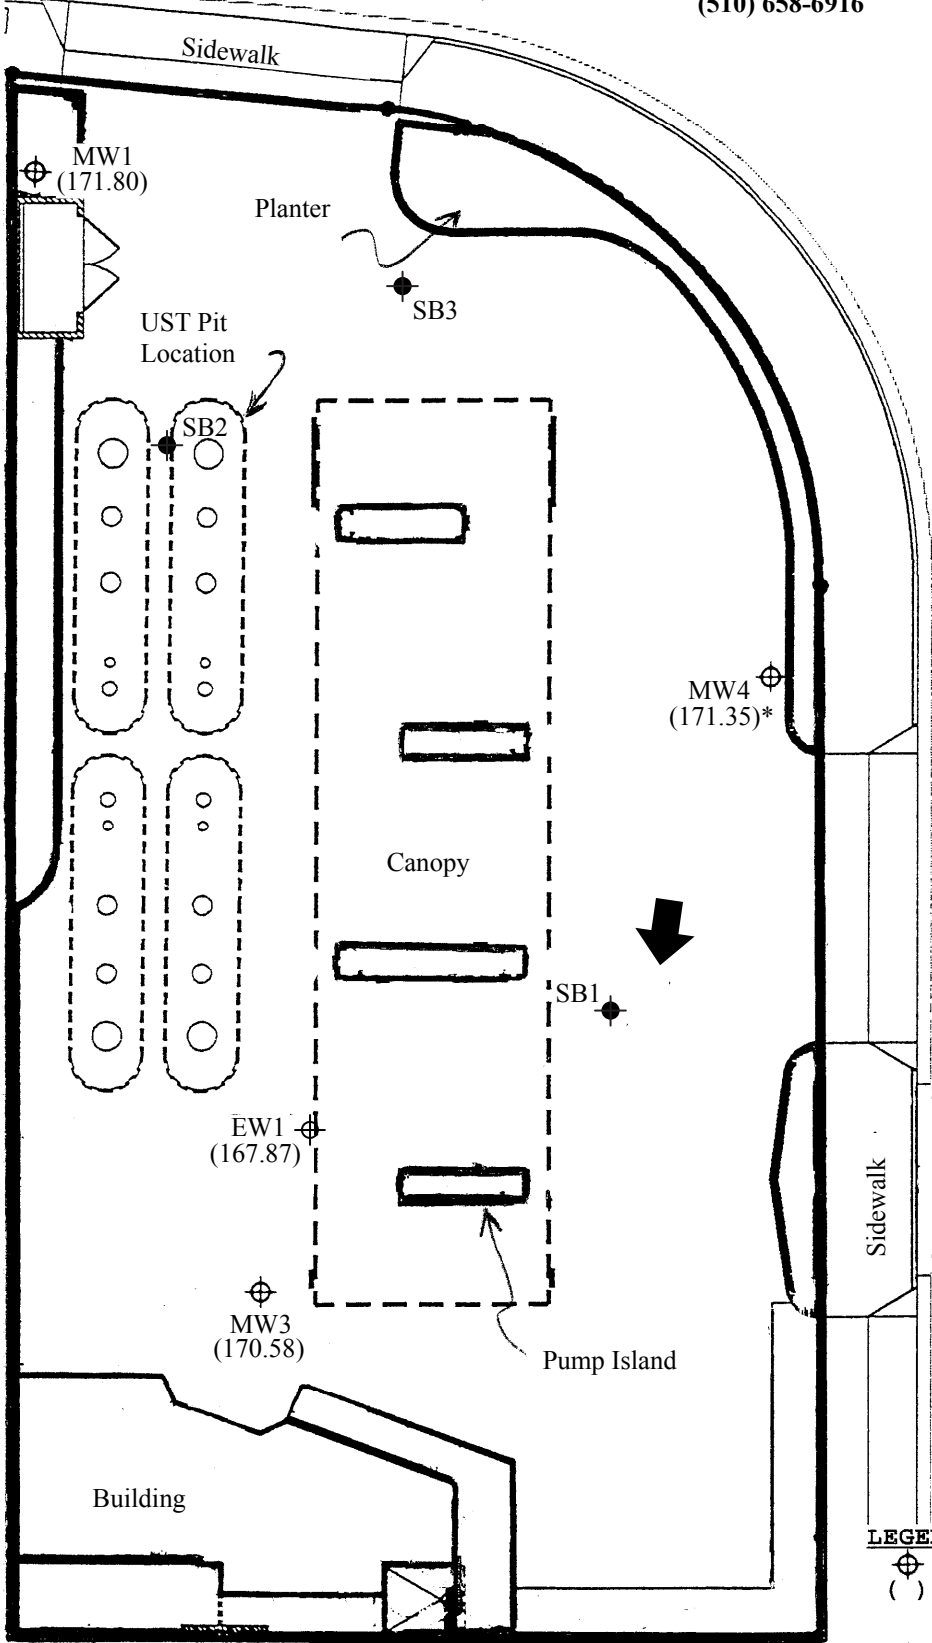 (510) 658-6916
Sidewalk
MW1
(171.80)
Planter
SB3
UST Pit
Location
SB2
MW4
(171.35)*
Canopy
SB1
EW1
(167.87)
Sidewalk
MW3
(170.58)
Pump Island
Building
LEGE
( )